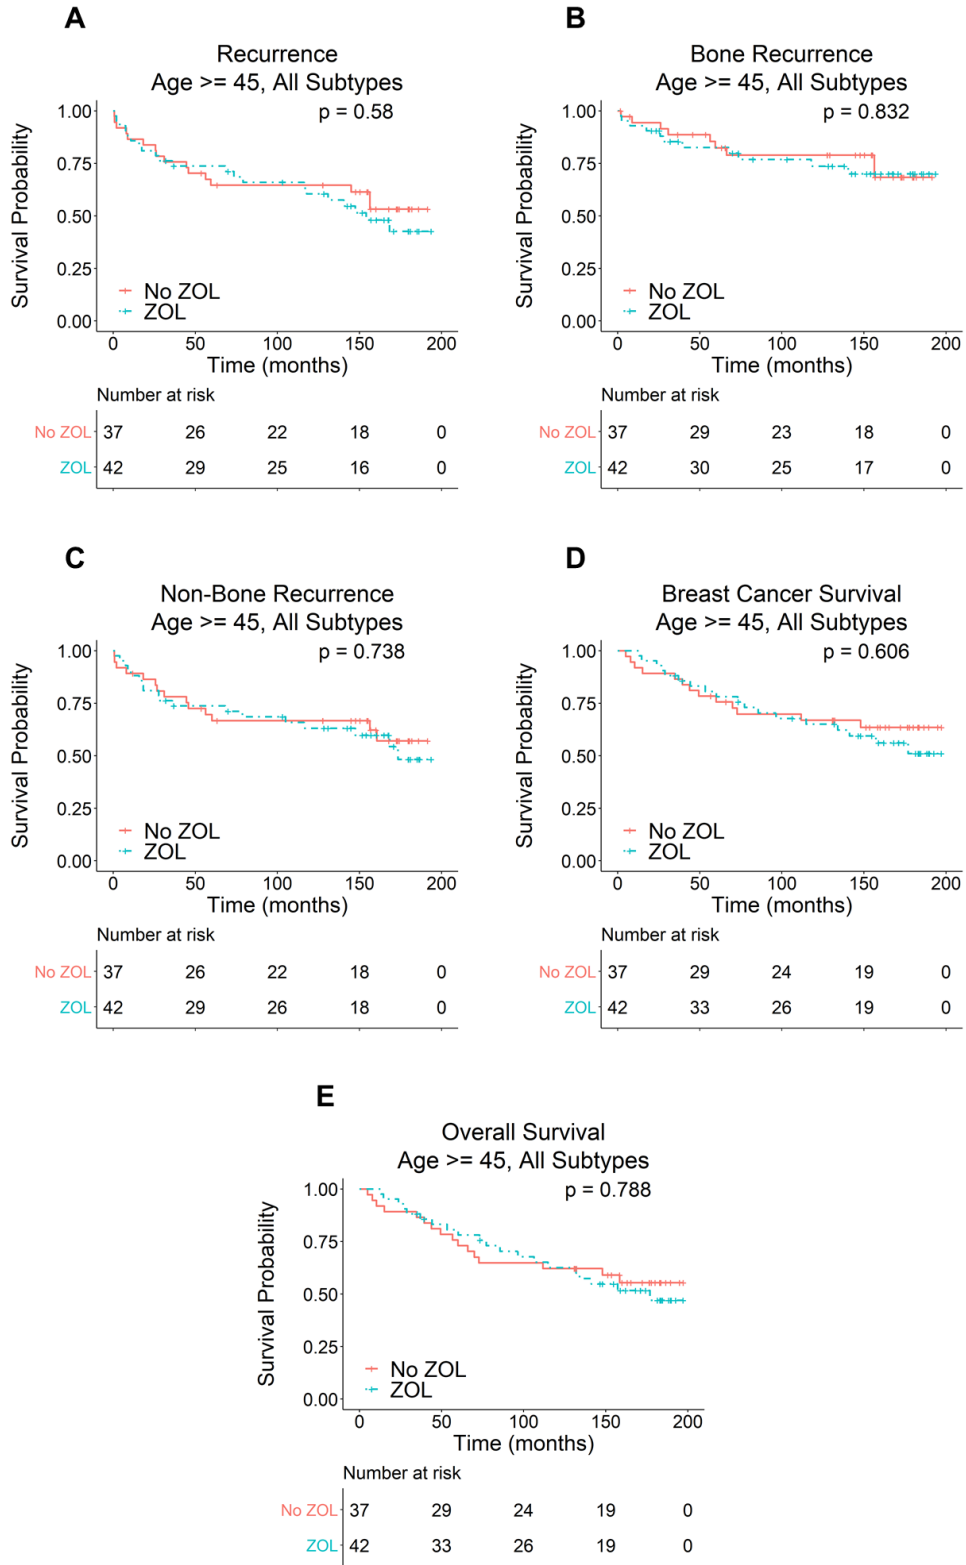 A
Recurrence
Age >= 45, All Subtypes
p = 0.58
Survival Probability
1.00
0.75
0.50
0.25
0.00
No ZOL
ZOL
0 50 100 150 200
Time (months)
Number at risk
No ZOL 37 26 22 18 0
ZOL 42 29 25 16 0
B
Bone Recurrence
Age >= 45, All Subtypes
p = 0.832
Survival Probability
1.00
0.75
0.50
0.25
0.00
No ZOL
ZOL
0 50 100 150 200
Time (months)
Number at risk
No ZOL 37 29 23 18 0
ZOL 42 30 25 17 0
C
Non-Bone Recurrence
Age >= 45, All Subtypes
p = 0.738
Survival Probability
1.00
0.75
0.50
0.25
0.00
No ZOL
ZOL
0 50 100 150 200
Time (months)
Number at risk
No ZOL 37 26 22 18 0
ZOL 42 29 26 18 0
D
Breast Cancer Survival
Age >= 45, All Subtypes
p = 0.606
Survival Probability
1.00
0.75
0.50
0.25
0.00
No ZOL
ZOL
0 50 100 150 200
Time (months)
Number at risk
No ZOL 37 29 24 19 0
ZOL 42 33 26 19 0
E
Overall Survival
Age >= 45, All Subtypes
p = 0.788
Survival Probability
1.00
0.75
0.50
0.25
0.00
No ZOL
ZOL
0 50 100 150 200
Time (months)
Number at risk
No ZOL 37 29 24 19 0
ZOL 42 33 26 19 0